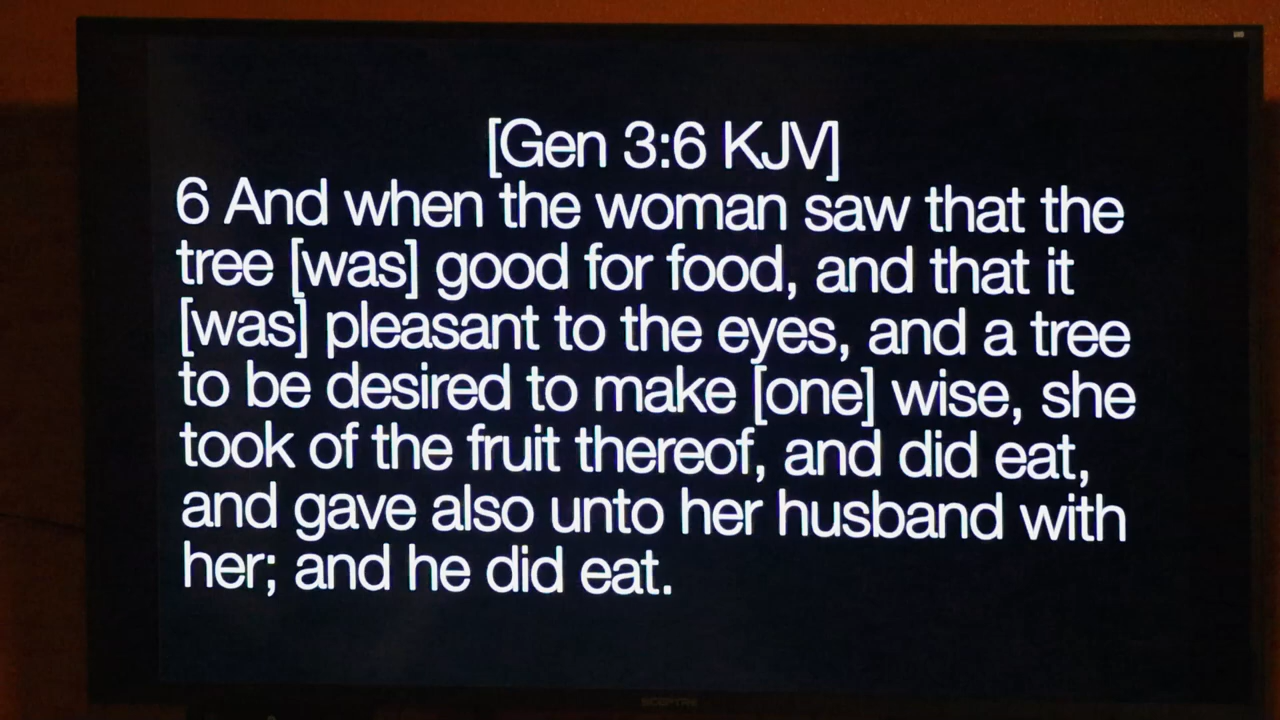 [Gen 3:6 KJV]
6 And when the woman saw that the
tree [was] good for food, and that it
[was] pleasant to the eyes, and a tree
to be desired to make [one] wise, she
took of the fruit thereof, and did eat,
and gave also unto her husband with
her; and he did eat.
SCEPTRE